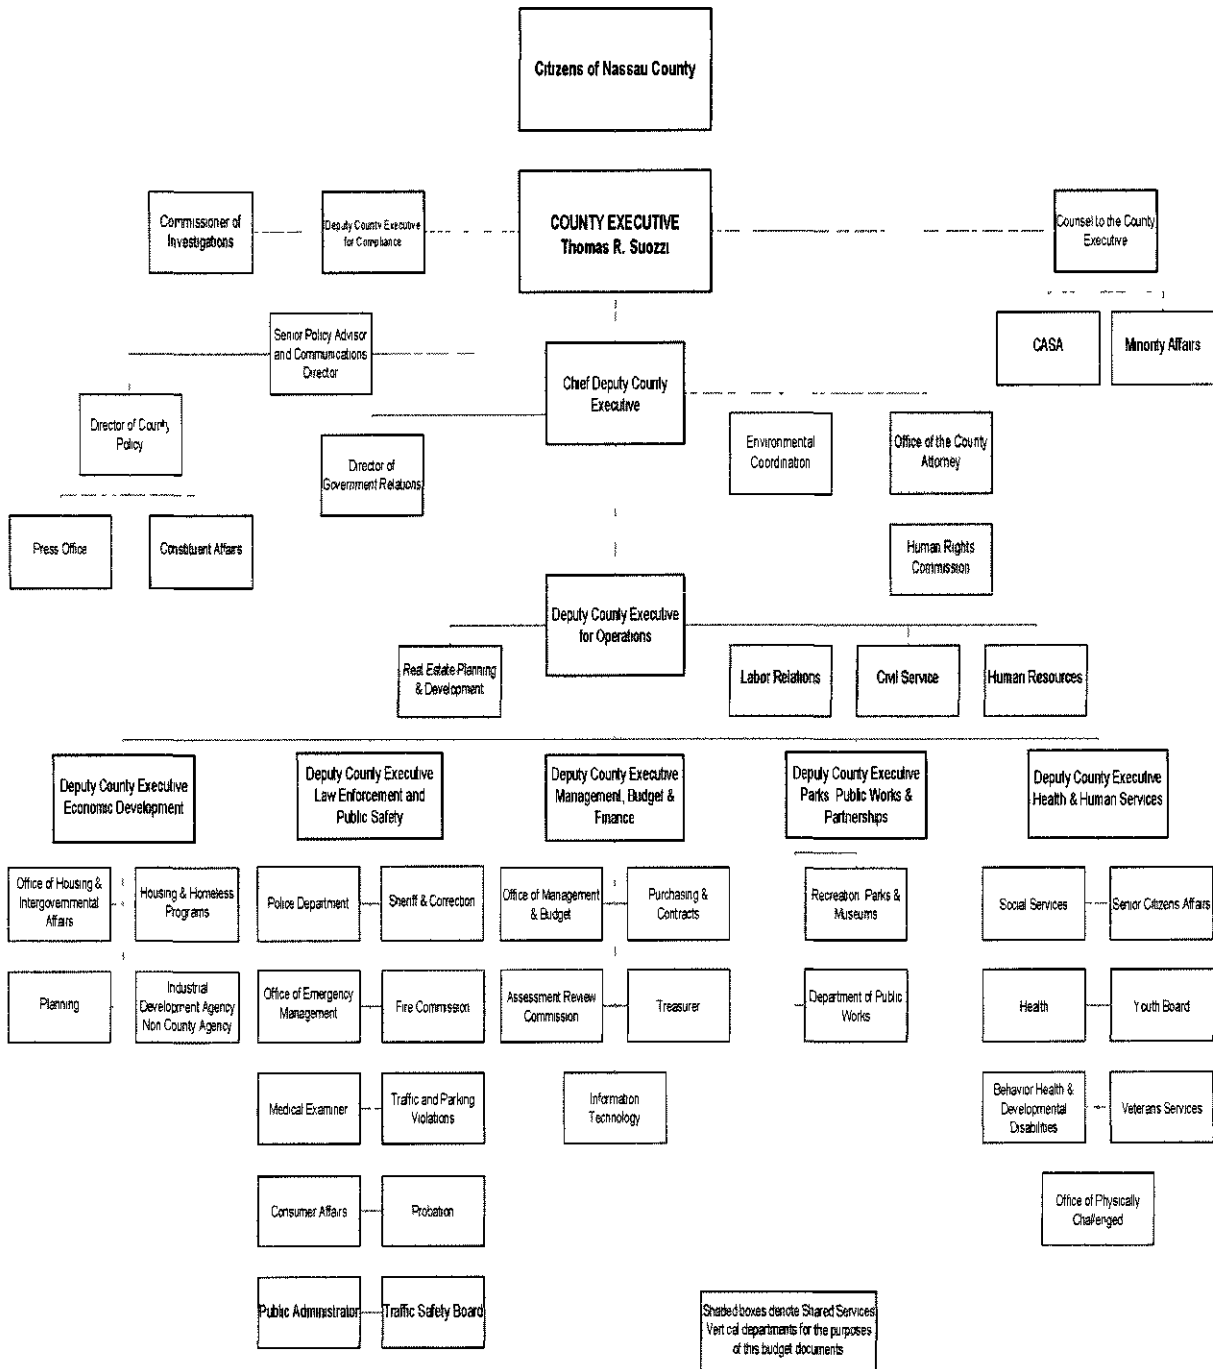 Citizens of Nassau County
Commissioner of
Investigations
Deputy County Executive
for Compliance
COUNTY EXECUTIVE
Thomas R. Suozzi
Counsel to the County
Executive
CASA
Minority Affairs
Senior Policy Advisor
and Communications
Director
Chief Deputy County
Executive
Director of County
Policy
Director of
Government Relations
Environmental
Coordination
Office of the County
Attorney
Press Office
Constituent Affairs
Human Rights
Commission
Deputy County Executive
for Operations
Real Estate Planning
& Development
Labor Relations
Civil Service
Human Resources
Deputy County Executive
Economic Development
Deputy County Executive
Law Enforcement and
Public Safety
Deputy County Executive
Management, Budget &
Finance
Deputy County Executive
Parks Public Works &
Partnerships
Deputy County Executive
Health & Human Services
Office of Housing &
Intergovernmental
Affairs
Housing & Homeless
Programs
Police Department
Sheriff & Correction
Office of Management
& Budget
Purchasing &
Contracts
Recreation Parks &
Museums
Social Services
Senior Citizens Affairs
Planning
Industrial
Development Agency
Non County Agency
Office of Emergency
Management
Fire Commission
Assessment Review
Commission
Treasurer
Department of Public
Works
Health
Youth Board
Medical Examiner
Traffic and Parking
Violations
Information
Technology
Behavior Health &
Developmental
Disabilities
Veterans Services
Consumer Affairs
Probation
Office of Physically
Challenged
Public Administrator
Traffic Safety Board
Shaded boxes denote Shared Services
Vertical departments for the purposes
of this budget documents